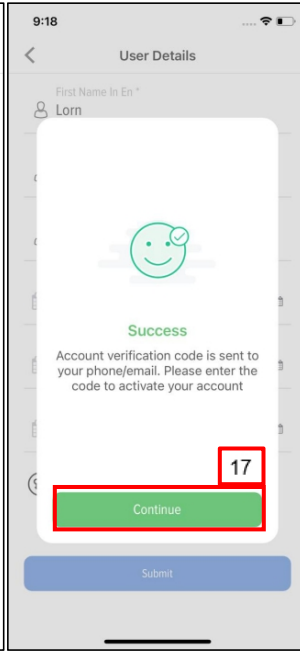 9:18
User Details
First Name In En *
Lorn
Success
Account verification code is sent to
your phone/email. Please enter the
code to activate your account
17
Continue
Submit